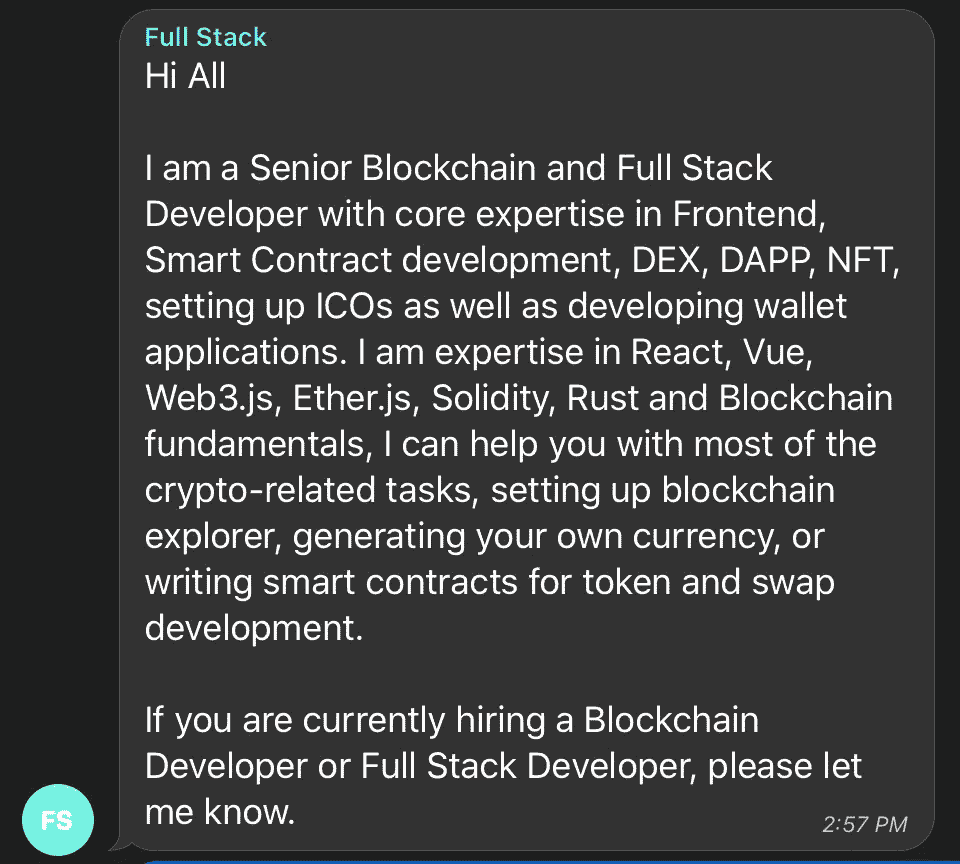 Full Stack
Hi All
I am a Senior Blockchain and Full Stack
Developer with core expertise in Frontend,
Smart Contract development, DEX, DAPP, NFT,
setting up ICOs as well as developing wallet
applications. I am expertise in React, Vue,
Web3.js, Ether.js, Solidity, Rust and Blockchain
fundamentals, I can help you with most of the
crypto-related tasks, setting up blockchain
explorer, generating your own currency, or
writing smart contracts for token and swap
development.
If you are currently hiring a Blockchain
Developer or Full Stack Developer, please let
me know.
FS
2:57 PM